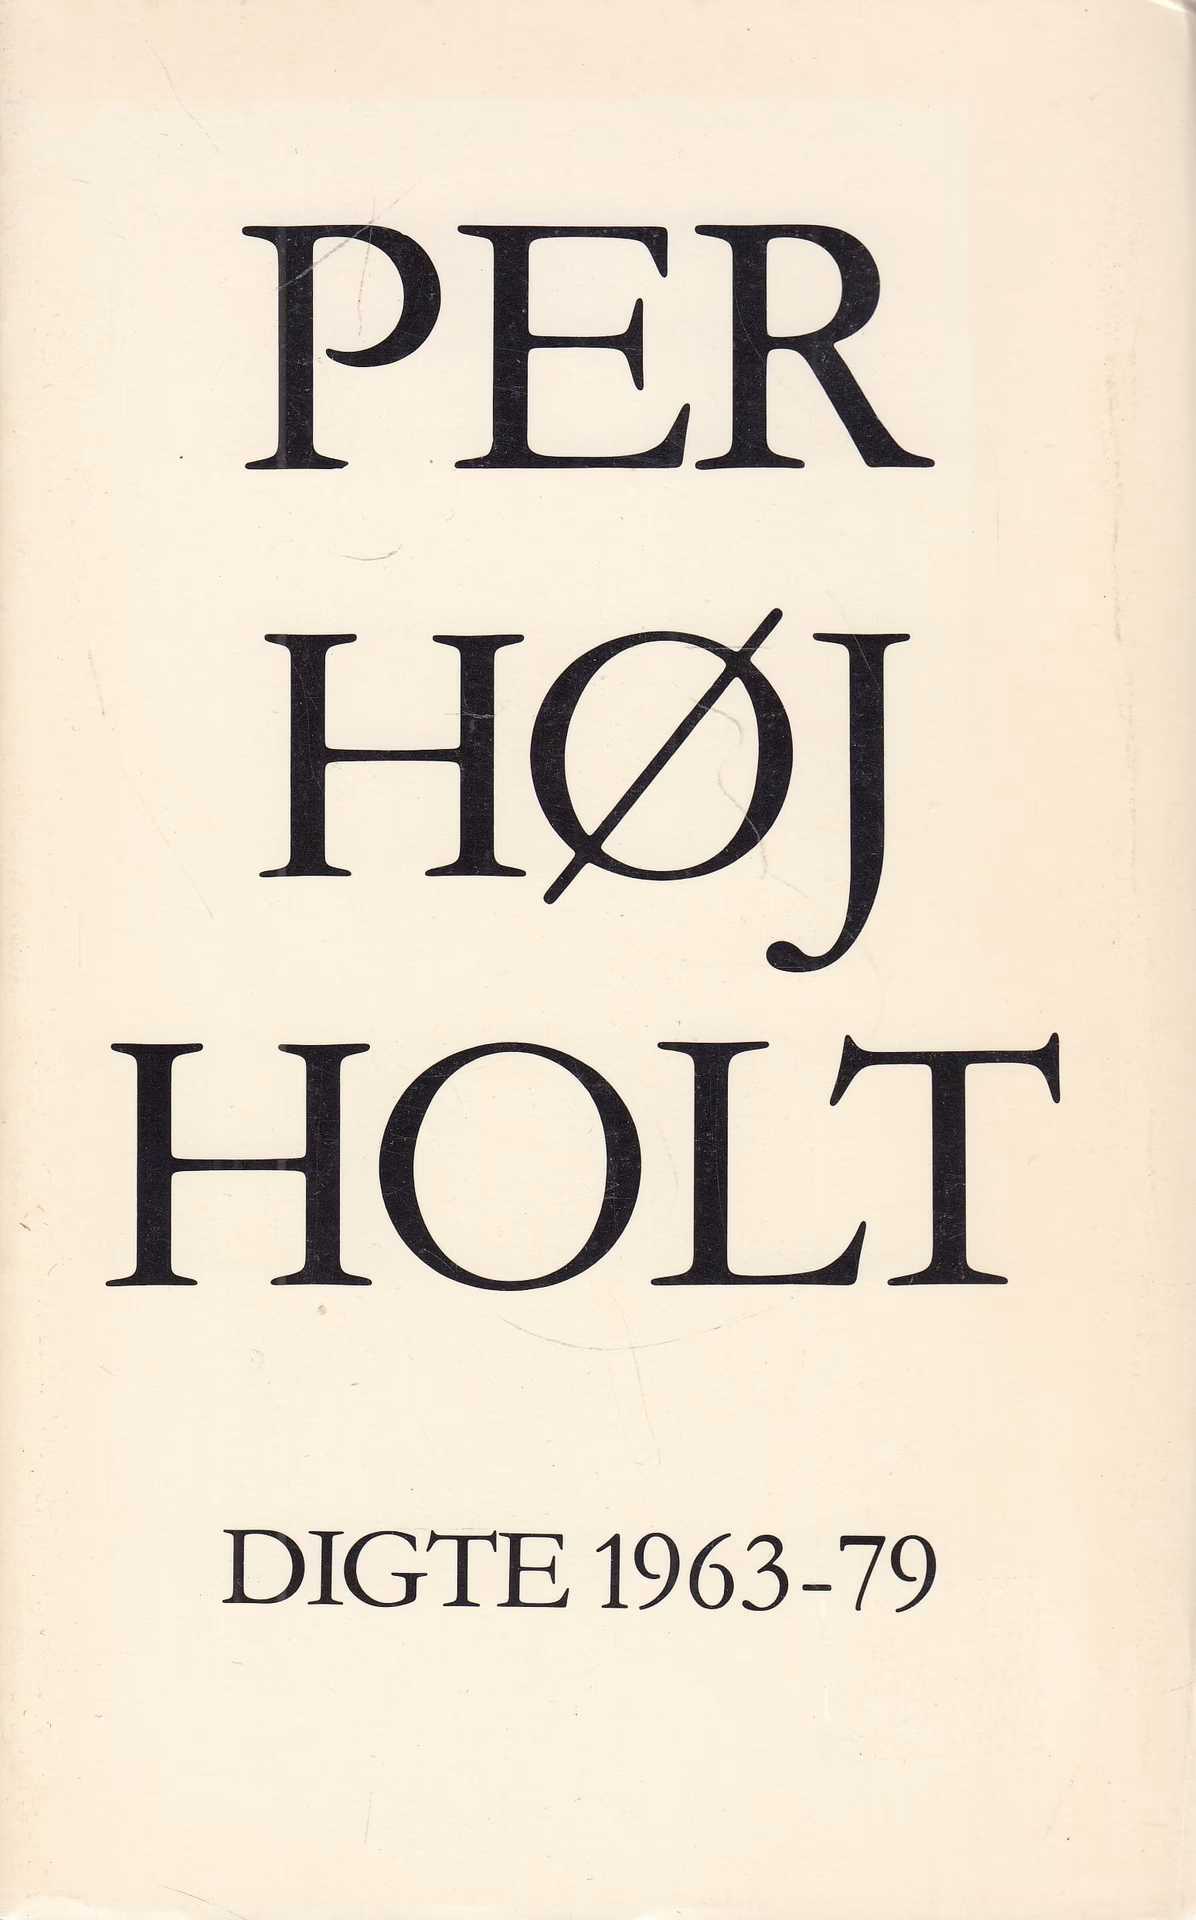 PER
HØJ
HOLT
DIGTE 1963-79